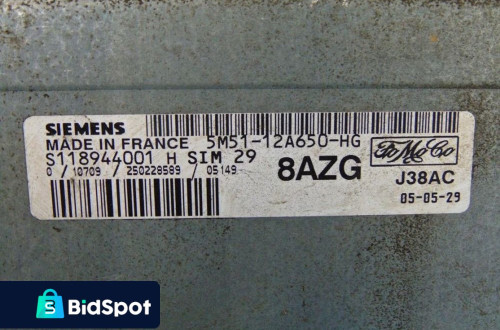 SIEMENS
MADE IN FRANCE 5M51-12A650-HG
S118944001 H SIM 29
0 / 10709 / 250228589 / 05149
8AZG
FoMoCo
J38AC
05-05-29
S BidSpot